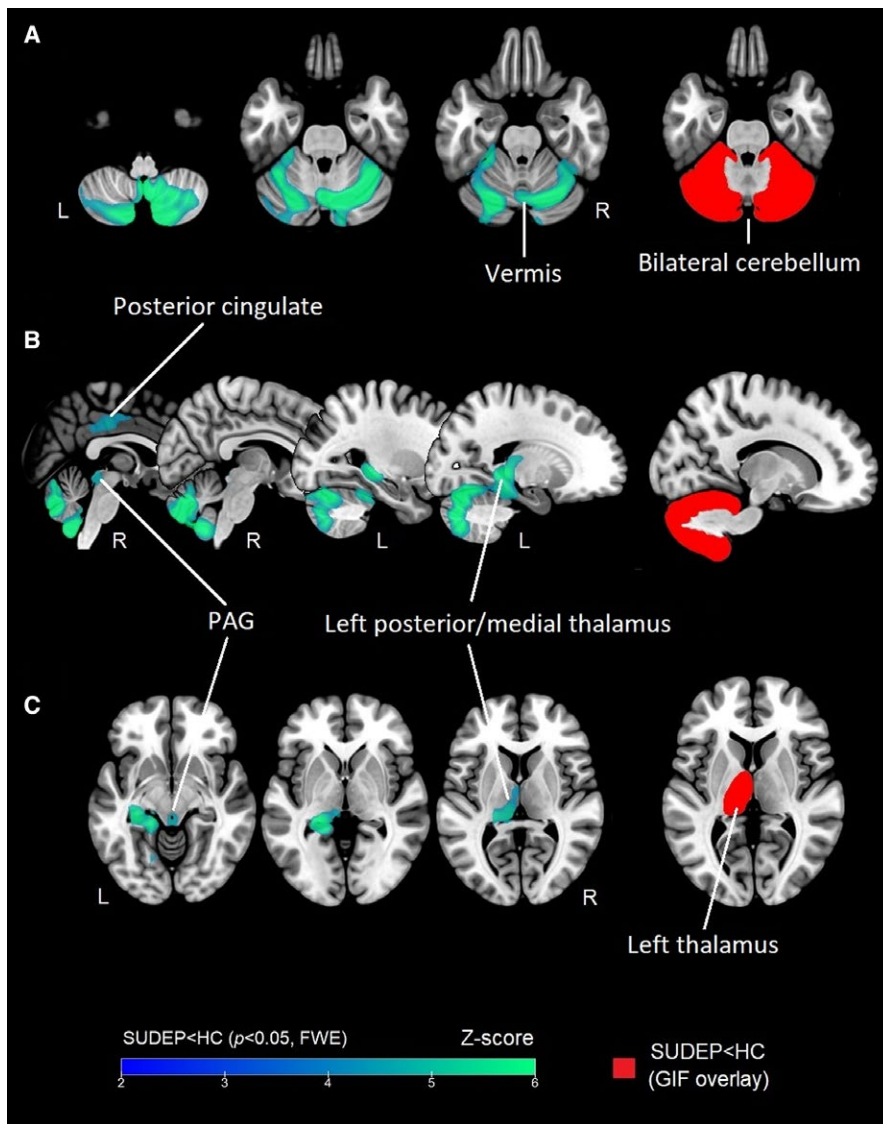 A
L
R
Vermis
Bilateral cerebellum
Posterior cingulate
B
R
R
L
L
PAG
Left posterior/medial thalamus
C
L
R
Left thalamus
SUDEP<HC (p<0.05, FWE)
Z-score
2 3 4 5 6
SUDEP<HC
(GIF overlay)